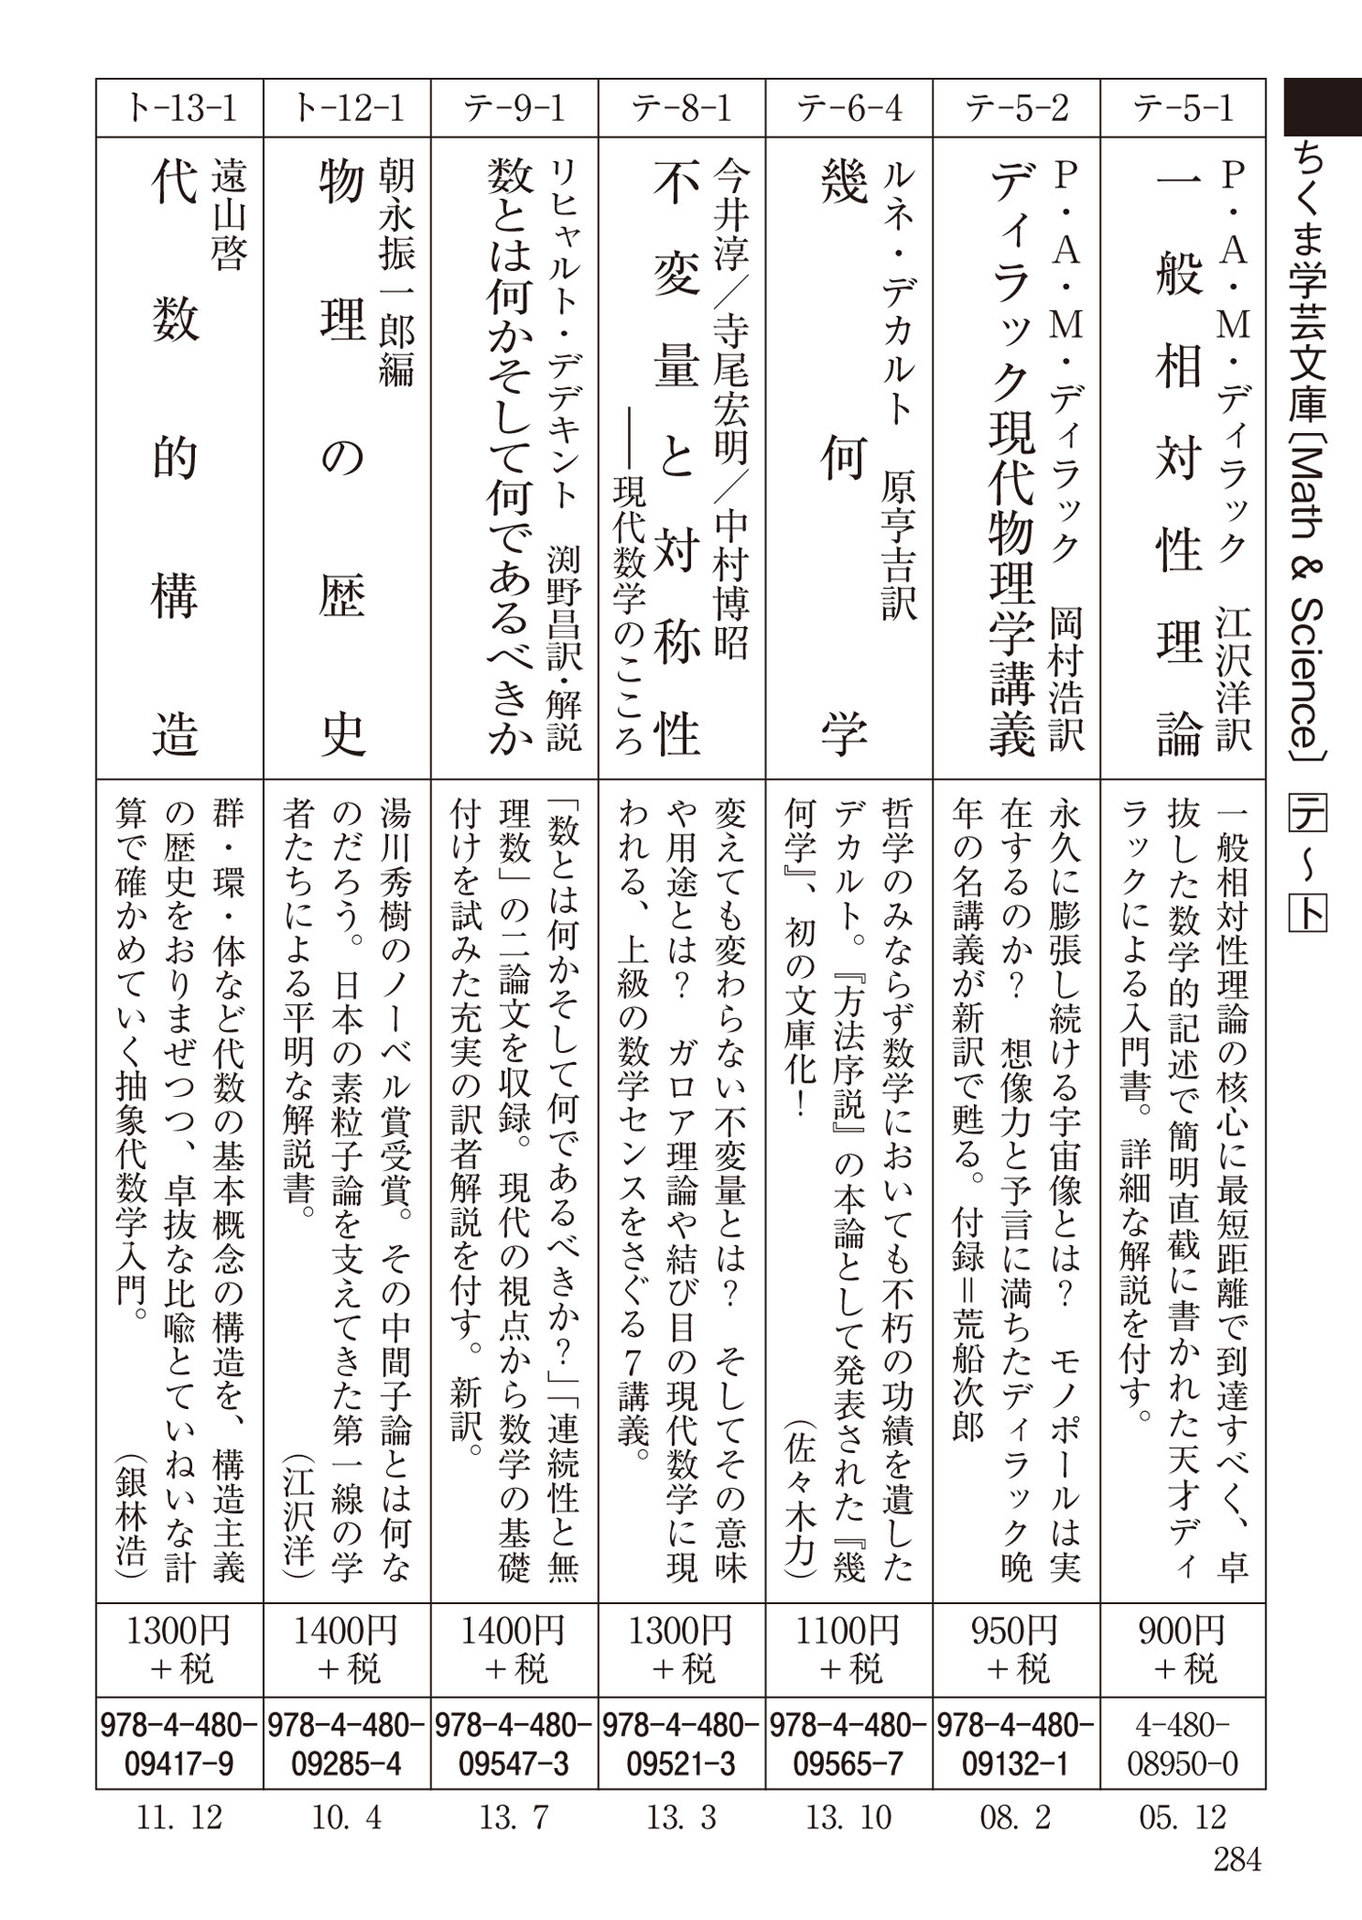 ちくま学芸文庫〔Math & Science〕 テ～ト
テ-5-1
P・A・M・ディラック　江沢洋訳
一般相対性理論
一般相対性理論の核心に最短距離で到達すべく、卓
抜した数学的記述で簡明直截に書かれた天才ディ
ラックによる入門書。詳細な解説を付す。
900円
+税
4-480-
08950-0
05. 12
テ-5-2
P・A・M・ディラック　岡村浩訳
ディラック現代物理学講義
永久に膨張し続ける宇宙像とは？　モノポールは実
在するのか？　想像力と予言に満ちたディラック晩
年の名講義が新訳で甦る。付録＝荒船次郎
950円
+税
978-4-480-
09132-1
08. 2
テ-6-4
ルネ・デカルト　原亨吉訳
幾何学
哲学のみならず数学においても不朽の功績を遺した
デカルト。『方法序説』の本論として発表された『幾
何学』、初の文庫化！　（佐々木力）
1100円
+税
978-4-480-
09565-7
13. 10
テ-8-1
今井淳／寺尾宏明／中村博昭
不変量と対称性
――現代数学のこころ
変えても変わらない不変量とは？　そしてその意味
や用途とは？　ガロア理論や結び目の現代数学に現
われる、上級の数学センスをさぐる7講義。
1300円
+税
978-4-480-
09521-3
13. 3
テ-9-1
リヒャルト・デデキント　渕野昌訳・解説
数とは何かそして何であるべきか
「数とは何かそして何であるべきか？」「連続性と無
理数」の二論文を収録。現代の視点から数学の基礎
付けを試みた充実の訳者解説を付す。新訳。
1400円
+税
978-4-480-
09547-3
13. 7
ト-12-1
朝永振一郎編
物理の歴史
湯川秀樹のノーベル賞受賞。その中間子論とは何な
のだろう。日本の素粒子論を支えてきた第一線の学
者たちによる平明な解説書。　（江沢洋）
1400円
+税
978-4-480-
09285-4
10. 4
ト-13-1
遠山啓
代数的構造
群・環・体など代数の基本概念の構造を、構造主義
の歴史をおりまぜつつ、卓抜な比喩とていねいな計
算で確かめていく抽象代数学入門。　（銀林浩）
1300円
+税
978-4-480-
09417-9
11. 12
284